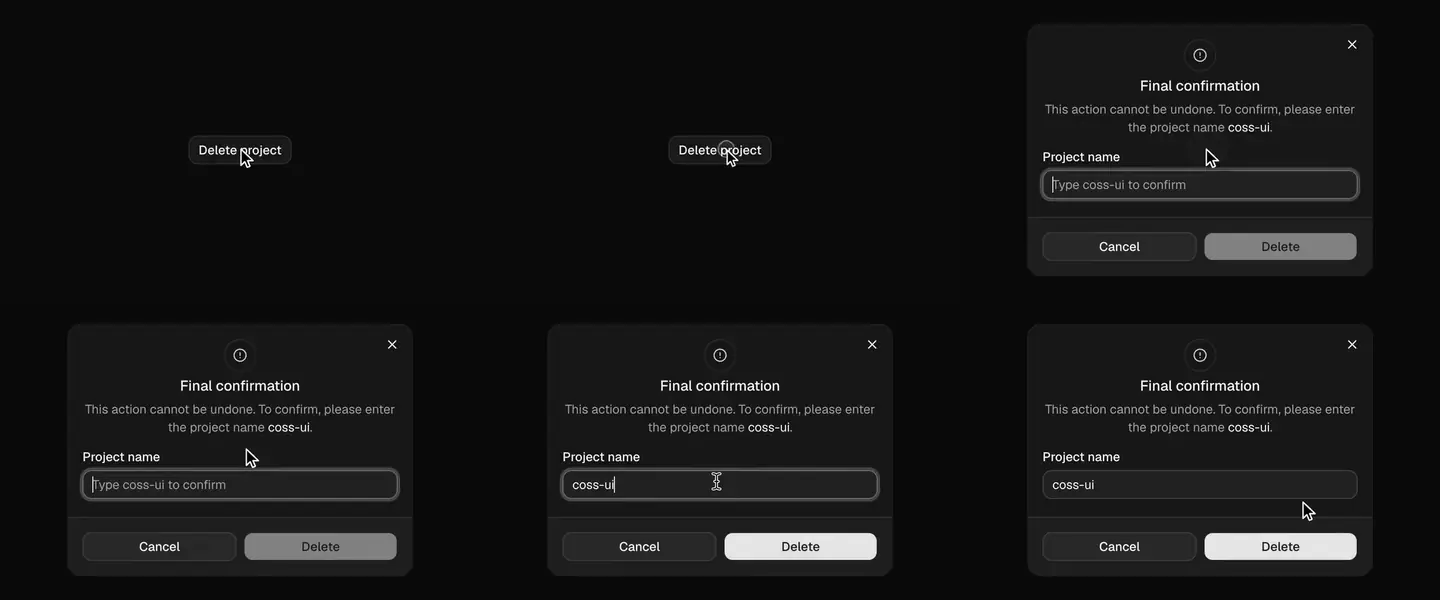 Delete project
Delete project
Final confirmation
This action cannot be undone. To confirm, please enter
the project name coss-ui.
Project name
Type coss-ui to confirm
Cancel
Delete
Final confirmation
This action cannot be undone. To confirm, please enter
the project name coss-ui.
Project name
Type coss-ui to confirm
Cancel
Delete
Final confirmation
This action cannot be undone. To confirm, please enter
the project name coss-ui.
Project name
coss-ui
Cancel
Delete
Final confirmation
This action cannot be undone. To confirm, please enter
the project name coss-ui.
Project name
coss-ui
Cancel
Delete